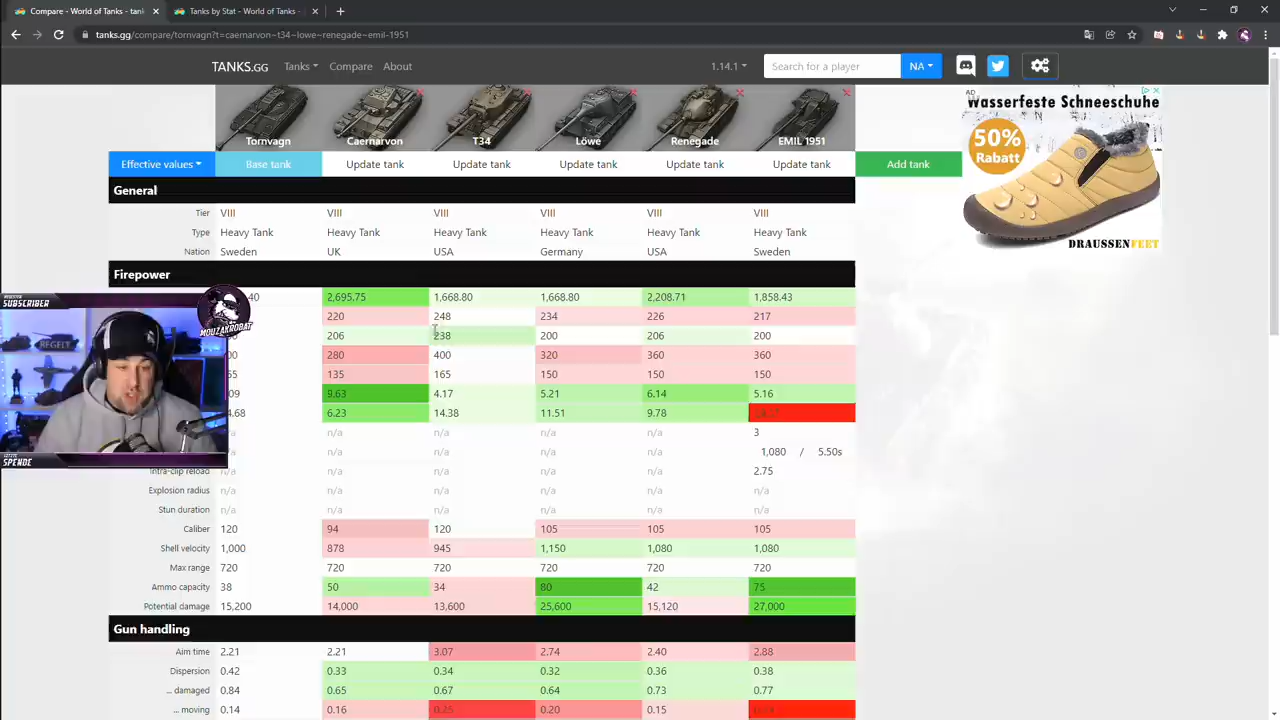 Compare - World of Tanks - tank
Tanks by Stat - World of Tanks -
tanks.gg/compare/tornvagn?t=caernarvon~t34~lowe~renegade~emil-1951
TANKS.GG Tanks Compare About 1.14.1 Search for a player NA
AD
Wasserfeste Schneeschuhe
50%
Rabatt
DRAUSSENFEET
Tornvagn Caernarvon T34 Löwe Renegade EMIL 1951
Effective values Base tank Update tank Update tank Update tank Update tank Update tank Add tank
General
Tier VIII VIII VIII VIII VIII VIII
Type Heavy Tank Heavy Tank Heavy Tank Heavy Tank Heavy Tank Heavy Tank
Nation Sweden UK USA Germany USA Sweden
Firepower
2,695.75 1,668.80 1,668.80 2,208.71 1,858.43
220 248 234 226 217
206 238 200 206 200
280 400 320 360 360
135 165 150 150 150
9.63 4.17 5.21 6.14 5.16
6.23 14.38 11.51 9.78
n/a n/a n/a n/a 3
n/a n/a n/a n/a 1,080 / 5.50s
Intra-clip reload n/a n/a n/a n/a n/a 2.75
Explosion radius n/a n/a n/a n/a n/a n/a
Stun duration n/a n/a n/a n/a n/a n/a
Caliber 120 94 120 105 105 105
Shell velocity 1,000 878 945 1,150 1,080 1,080
Max range 720 720 720 720 720 720
Ammo capacity 38 50 34 80 42 75
Potential damage 15,200 14,000 13,600 25,600 15,120 27,000
Gun handling
Aim time 2.21 2.21 3.07 2.74 2.40 2.88
Dispersion 0.42 0.33 0.34 0.32 0.36 0.38
... damaged 0.84 0.65 0.67 0.64 0.73 0.77
... moving 0.14 0.16 0.25 0.20 0.15
SUBSCRIBER
MOUZAKROBAT
REGELT
SPENDE